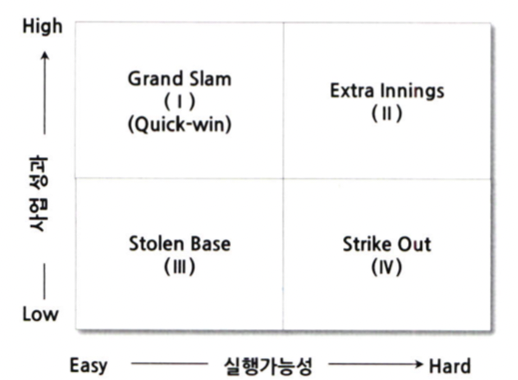 High
Grand Slam
( I )
(Quick-win)
Extra Innings
( II )
사업 성과
Stolen Base
( III )
Strike Out
( IV )
Low
Easy
실행가능성
Hard